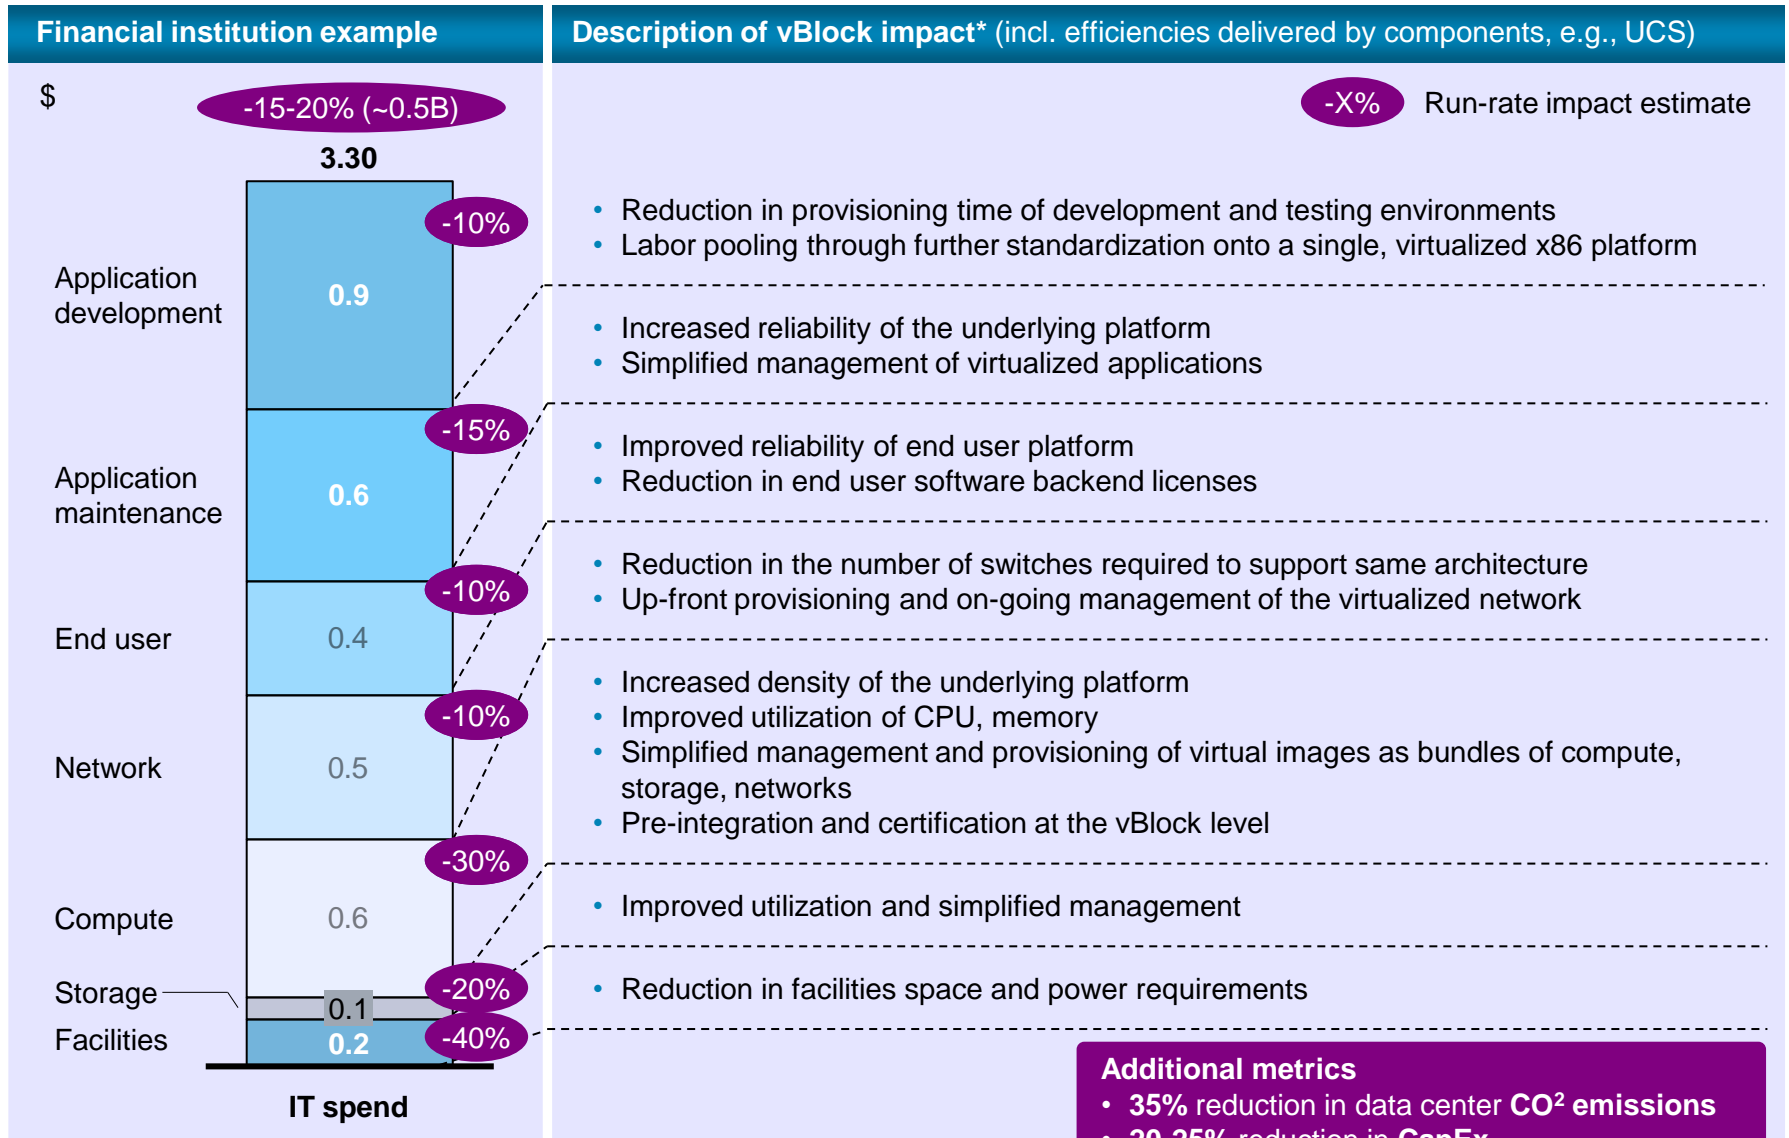 Financial institution example
Description of vBlock impact* (incl. efficiencies delivered by components, e.g., UCS)
$
-15-20% (~0.5B)
-X% Run-rate impact estimate
3.30
Application
development
0.9
-10%
• Reduction in provisioning time of development and testing environments
• Labor pooling through further standardization onto a single, virtualized x86 platform
Application
maintenance
0.6
-15%
• Increased reliability of the underlying platform
• Simplified management of virtualized applications
End user
0.4
-10%
• Improved reliability of end user platform
• Reduction in end user software backend licenses
Network
0.5
-10%
• Reduction in the number of switches required to support same architecture
• Up-front provisioning and on-going management of the virtualized network
Compute
0.6
-30%
• Increased density of the underlying platform
• Improved utilization of CPU, memory
• Simplified management and provisioning of virtual images as bundles of compute,
storage, networks
• Pre-integration and certification at the vBlock level
Storage
0.1
-20%
• Improved utilization and simplified management
Facilities
0.2
-40%
• Reduction in facilities space and power requirements
IT spend
Additional metrics
• 35% reduction in data center CO² emissions
• 20-25% reduction in CapEx